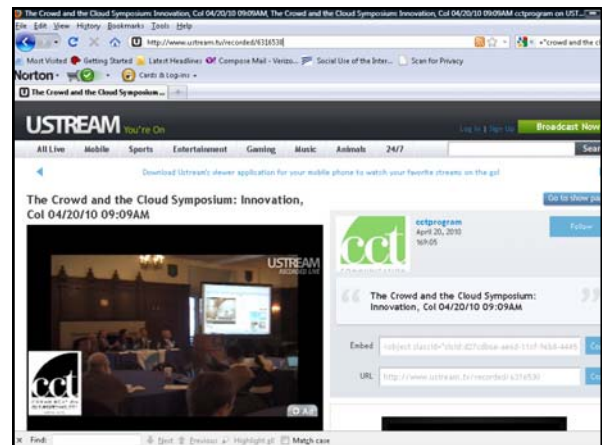 The Crowd and the Cloud Symposium: Innovation, Col 04/20/10 09:09AM, The Crowd and the Cloud Symposium: Innovation, Col 04/20/10 09:09AM cctprogram on UST...
File Edit View History Bookmarks Tools Help
http://www.ustream.tv/recorded/6316530
"crowd and the cl
Most Visited Getting Started Latest Headlines Compose Mail - Verizo... Social Use of the Inter... Scan for Privacy
Norton Cards & Log-ins
The Crowd and the Cloud Symposium ...
USTREAM You're On
Log In | Sign Up Broadcast Now
All Live Mobile Sports Entertainment Gaming Music Animals 24/7
Sear
Download Ustream's viewer application for your mobile phone to watch your favorite streams on the go!
The Crowd and the Cloud Symposium: Innovation,
Col 04/20/10 09:09AM
Go to show pa
USTREAM
RECORDED LIVE
cct
Ad
cct
COMMUNICATION
cctprogram
April 20, 2010
Follow
The Crowd and the Cloud Symposium:
Innovation, Col 04/20/10 09:09AM
Embed
Co
URL http://www.ustream.tv/recorded/6316530 Co
Find: Next Previous Highlight all Match case